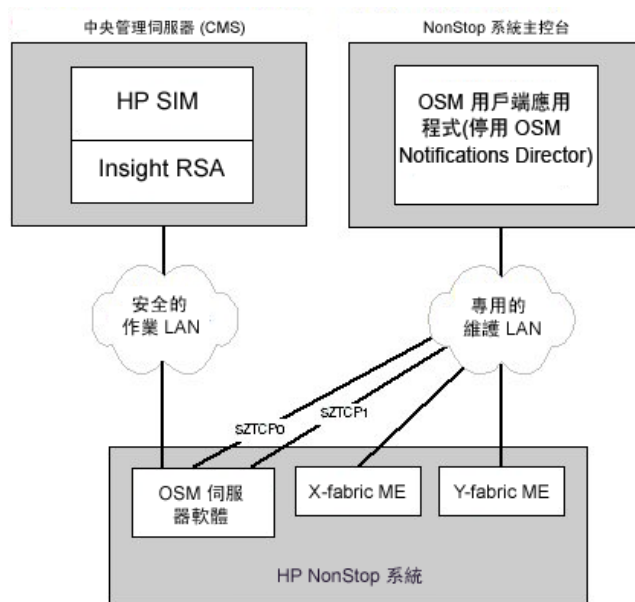 中央管理伺服器 (CMS)
HP SIM
Insight RSA
NonStop 系統主控台
OSM 用戶端應用
程式(停用 OSM
Notifications Director)
安全的
作業 LAN
專用的
維護 LAN
SZTCP0
SZTCP1
OSM 伺服
器軟體
X-fabric ME
Y-fabric ME
HP NonStop 系統